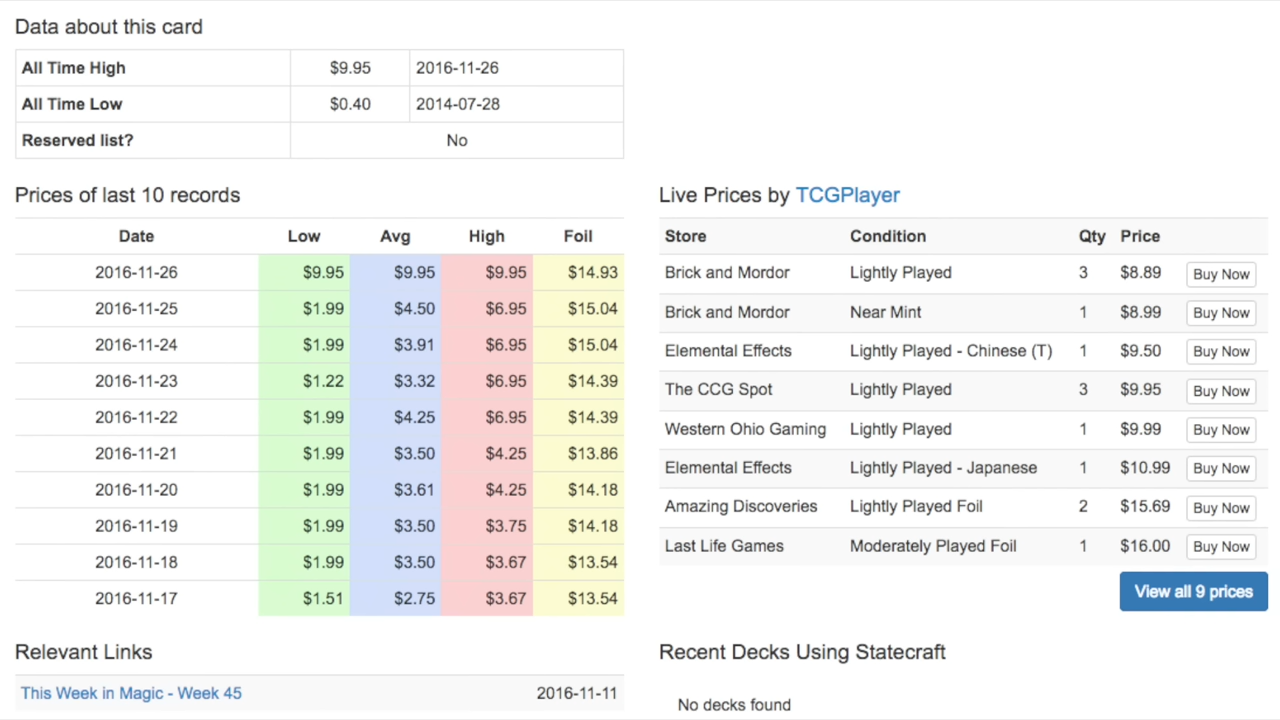 Data about this card
All Time High $9.95 2016-11-26
All Time Low $0.40 2014-07-28
Reserved list? No
Prices of last 10 records
Date Low Avg High Foil
2016-11-26 $9.95 $9.95 $9.95 $14.93
2016-11-25 $1.99 $4.50 $6.95 $15.04
2016-11-24 $1.99 $3.91 $6.95 $15.04
2016-11-23 $1.22 $3.32 $6.95 $14.39
2016-11-22 $1.99 $4.25 $6.95 $14.39
2016-11-21 $1.99 $3.50 $4.25 $13.86
2016-11-20 $1.99 $3.61 $4.25 $14.18
2016-11-19 $1.99 $3.50 $3.75 $14.18
2016-11-18 $1.99 $3.50 $3.67 $13.54
2016-11-17 $1.51 $2.75 $3.67 $13.54
Relevant Links
This Week in Magic - Week 45 2016-11-11
Live Prices by TCGPlayer
Store Condition Qty Price
Brick and Mordor Lightly Played 3 $8.89 Buy Now
Brick and Mordor Near Mint 1 $8.99 Buy Now
Elemental Effects Lightly Played - Chinese (T) 1 $9.50 Buy Now
The CCG Spot Lightly Played 3 $9.95 Buy Now
Western Ohio Gaming Lightly Played 1 $9.99 Buy Now
Elemental Effects Lightly Played - Japanese 1 $10.99 Buy Now
Amazing Discoveries Lightly Played Foil 2 $15.69 Buy Now
Last Life Games Moderately Played Foil 1 $16.00 Buy Now
View all 9 prices
Recent Decks Using Statecraft
No decks found